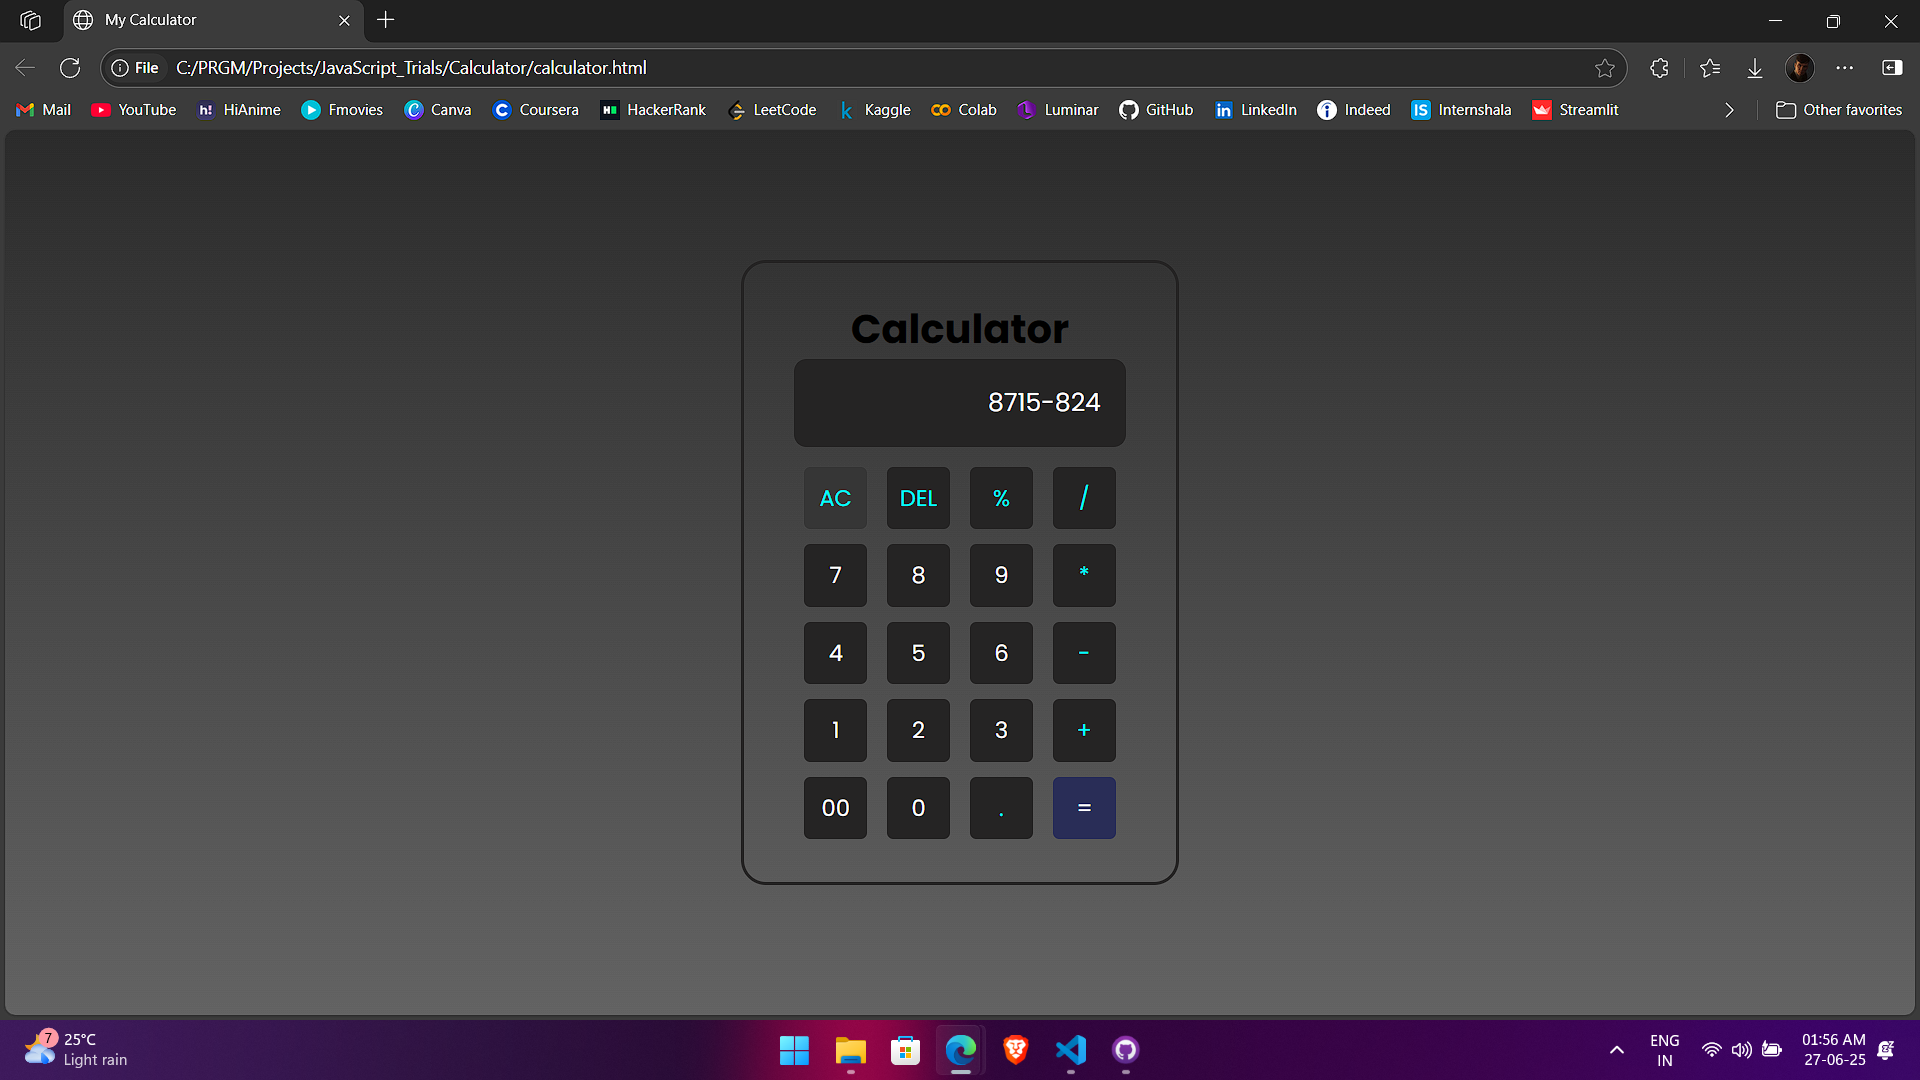 My Calculator
File C:/PRGM/Projects/JavaScript_Trials/Calculator/calculator.html
Mail YouTube h! HiAnime Fmovies Canva Coursera HackerRank LeetCode k Kaggle Colab Luminar GitHub in LinkedIn Indeed IS Internshala Streamlit Other favorites
Calculator
8715-824
AC DEL % /
7 8 9 *
4 5 6 -
1 2 3 +
00 0 . =
7 25°C
Light rain
ENG
IN
01:56 AM
27-06-25